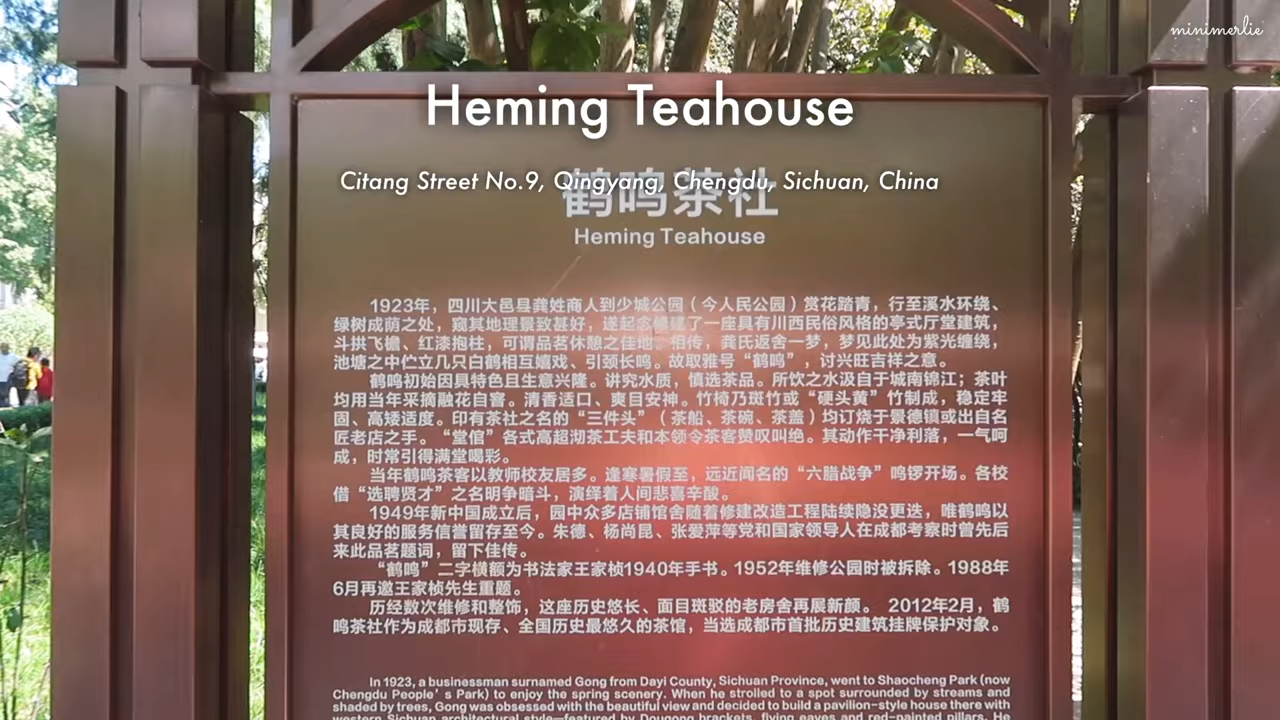 minimerlie
Heming Teahouse
Citang Street No.9, Qingyang, Chengdu, Sichuan, China
鹤鸣茶社
Heming Teahouse
1923年，四川大邑县龚姓商人到少城公园（今人民公园）赏花踏青，行至溪水环绕、
绿树成荫之处，窥其地理景致甚好，遂起念修建了一座具有川西民俗风格的亭式厅堂建筑，
斗拱飞檐、红漆抱柱，可谓品茗休憩之佳地。相传，龚氏返舍一梦，梦见此处为紫光缠绕，
池塘之中伫立几只白鹤相互嬉戏、引颈长鸣。故取雅号“鹤鸣”，讨兴旺吉祥之意。
鹤鸣初始因具特色且生意兴隆。讲究水质，慎选茶品。所饮之水汲自于城南锦江；茶叶
均用当年采摘融花自窨。清香适口、爽目安神。竹椅乃斑竹或“硬头黄”竹制成，稳定牢
固、高矮适度。印有茶社之名的“三件头”（茶船、茶碗、茶盖）均订烧于景德镇或出自名
匠老店之手。“堂倌”各式高超沏茶工夫和本领令茶客赞叹叫绝。其动作干净利落，一气呵
成，时常引得满堂喝彩。
当年鹤鸣茶客以教师校友居多。逢寒暑假至，远近闻名的“六腊战争”鸣锣开场。各校
借“选聘贤才”之名明争暗斗，演绎着人间悲喜辛酸。
1949年新中国成立后，园中众多店铺馆舍随着修建改造工程陆续隐没更迭，唯鹤鸣以
其良好的服务信誉留存至今。朱德、杨尚昆、张爱萍等党和国家领导人在成都考察时曾先后
来此品茗题词，留下佳传。
“鹤鸣”二字横额为书法家王家桢1940年手书。1952年维修公园时被拆除。1988年
6月再邀王家桢先生重题。
历经数次维修和整饰，这座历史悠长、面目斑驳的老房舍再展新颜。 2012年2月，鹤
鸣茶社作为成都市现存、全国历史最悠久的茶馆，当选成都市首批历史建筑挂牌保护对象。
In 1923, a businessman surnamed Gong from Dayi County, Sichuan Province, went to Shaocheng Park (now
Chengdu People's Park) to enjoy the spring scenery. When he strolled to a spot surrounded by streams and
shaded by trees, Gong was obsessed with the beautiful view and decided to build a pavilion-style house there with
western Sichuan architectural style—featured by Dougong brackets, flying eaves and red-painted pillars. He